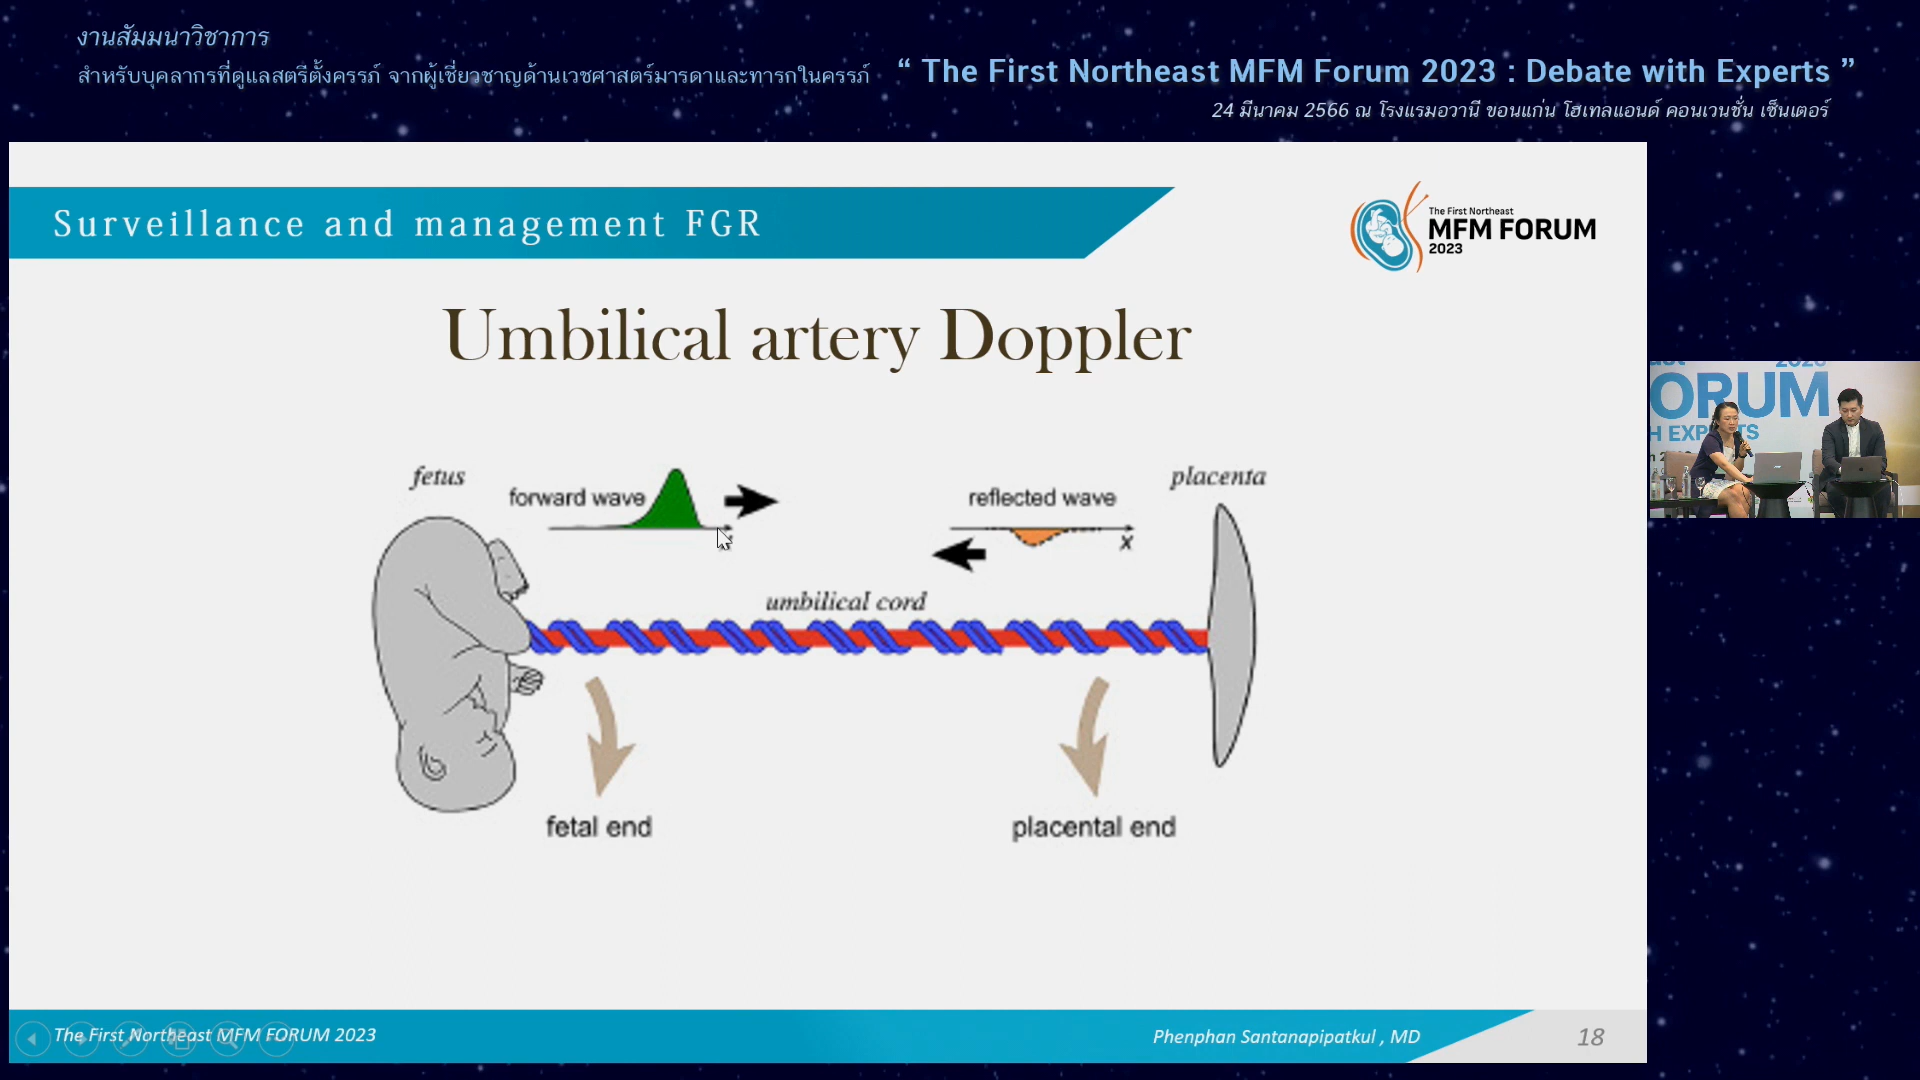 งานสัมมนาวิชาการ
สำหรับบุคลากรที่ดูแลสตรีตั้งครรภ์ จากผู้เชี่ยวชาญด้านเวชศาสตร์มารดาและทารกในครรภ์
“ The First Northeast MFM Forum 2023 : Debate with Experts ”
24 มีนาคม 2566 ณ โรงแรมอวานี ขอนแก่น โฮเทลแอนด์ คอนเวนชั่น เซ็นเตอร์
Surveillance and management FGR
The First Northeast
MFM FORUM
2023
Umbilical artery Doppler
fetus
forward wave
reflected wave
placenta
x
umbilical cord
fetal end
placental end
ORUM
The First Northeast MFM FORUM 2023
Phenphan Santanapipatkul , MD
18